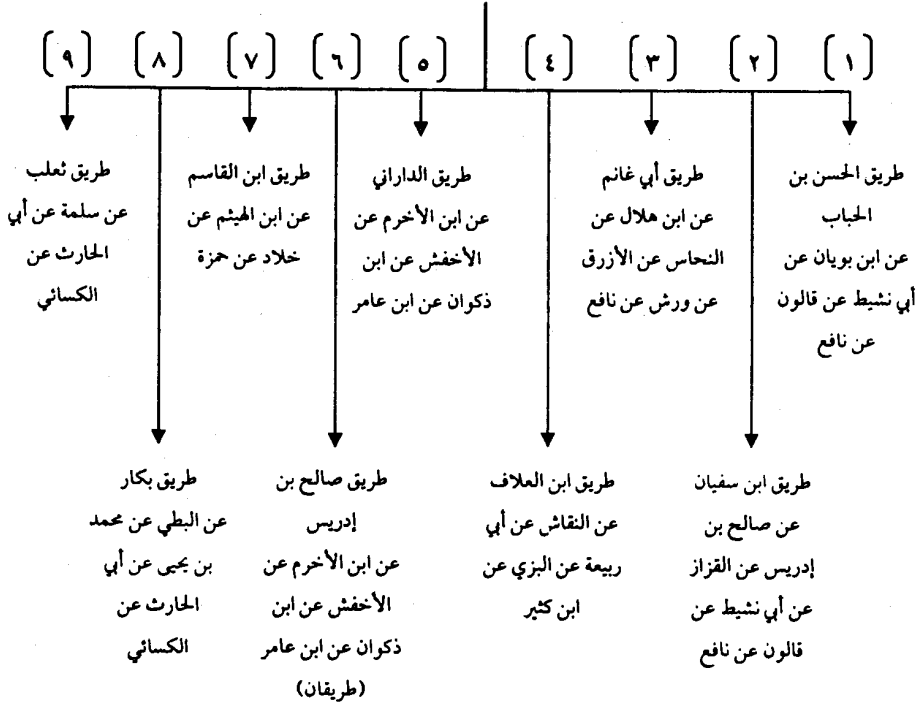 [١] [٢] [٣] [٤] [٥] [٦] [٧] [٨] [٩]
طريق الحسن بن
الحباب
عن ابن بويان عن
أبي نشيط عن قالون
عن نافع
طريق ابن سفيان
عن صالح بن
إدريس عن القزاز
عن أبي نشيط عن
قالون عن نافع
طريق أبي غانم
عن ابن هلال عن
النحاس عن الأزرق
عن ورش عن نافع
طريق ابن العلاف
عن النقاش عن أبي
ربيعة عن البزي عن
ابن كثير
طريق الداراني
عن ابن الأخرم عن
الأخفش عن ابن
ذكوان عن ابن عامر
طريق صالح بن
إدريس
عن ابن الأخرم عن
الأخفش عن ابن
ذكوان عن ابن عامر
(طريقان)
طريق ابن القاسم
عن ابن الهيثم عن
خلاد عن حمزة
طريق بكار
عن البطي عن محمد
بن يحيى عن أبي
الحارث عن
الكسائي
طريق ثعلب
عن سلمة عن أبي
الحارث عن
الكسائي